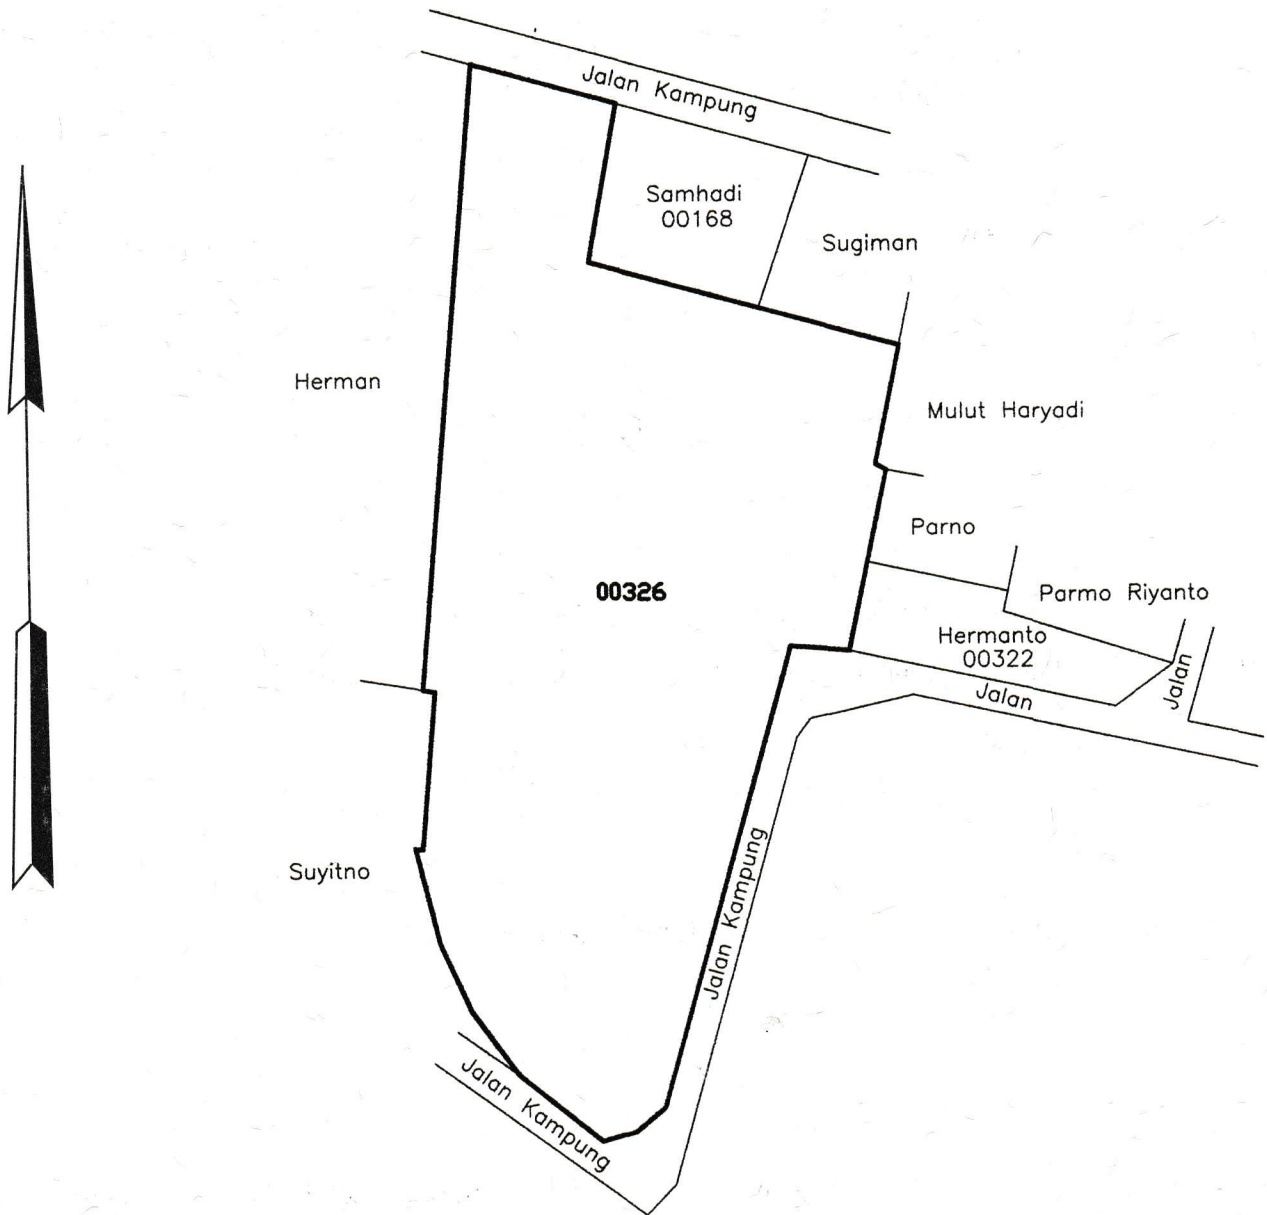 Jalan Kampung
Samhadi
00168
Sugiman
Herman
Mulut Haryadi
Parno
00326
Parmo Riyanto
Hermanto
00322
Jalan
Jalan
Jalan Kampung
Suyitno
Jalan Kampung